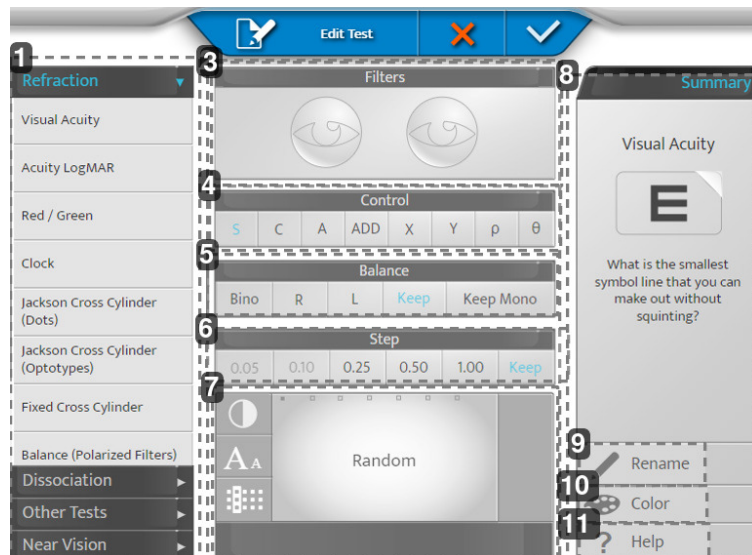 Edit Test
1
Refraction
Visual Acuity
Acuity LogMAR
Red / Green
Clock
Jackson Cross Cylinder
(Dots)
Jackson Cross Cylinder
(Optotypes)
Fixed Cross Cylinder
Balance (Polarized Filters)
Dissociation
Other Tests
Near Vision
3
Filters
4
Control
S C A ADD X Y ρ θ
5
Balance
Bino R L Keep Keep Mono
6
Step
0.05 0.10 0.25 0.50 1.00 Keep
7
A A
Random
8
Summary
Visual Acuity
E
What is the smallest
symbol line that you can
make out without
squinting?
9
Rename
10
Color
11
? Help